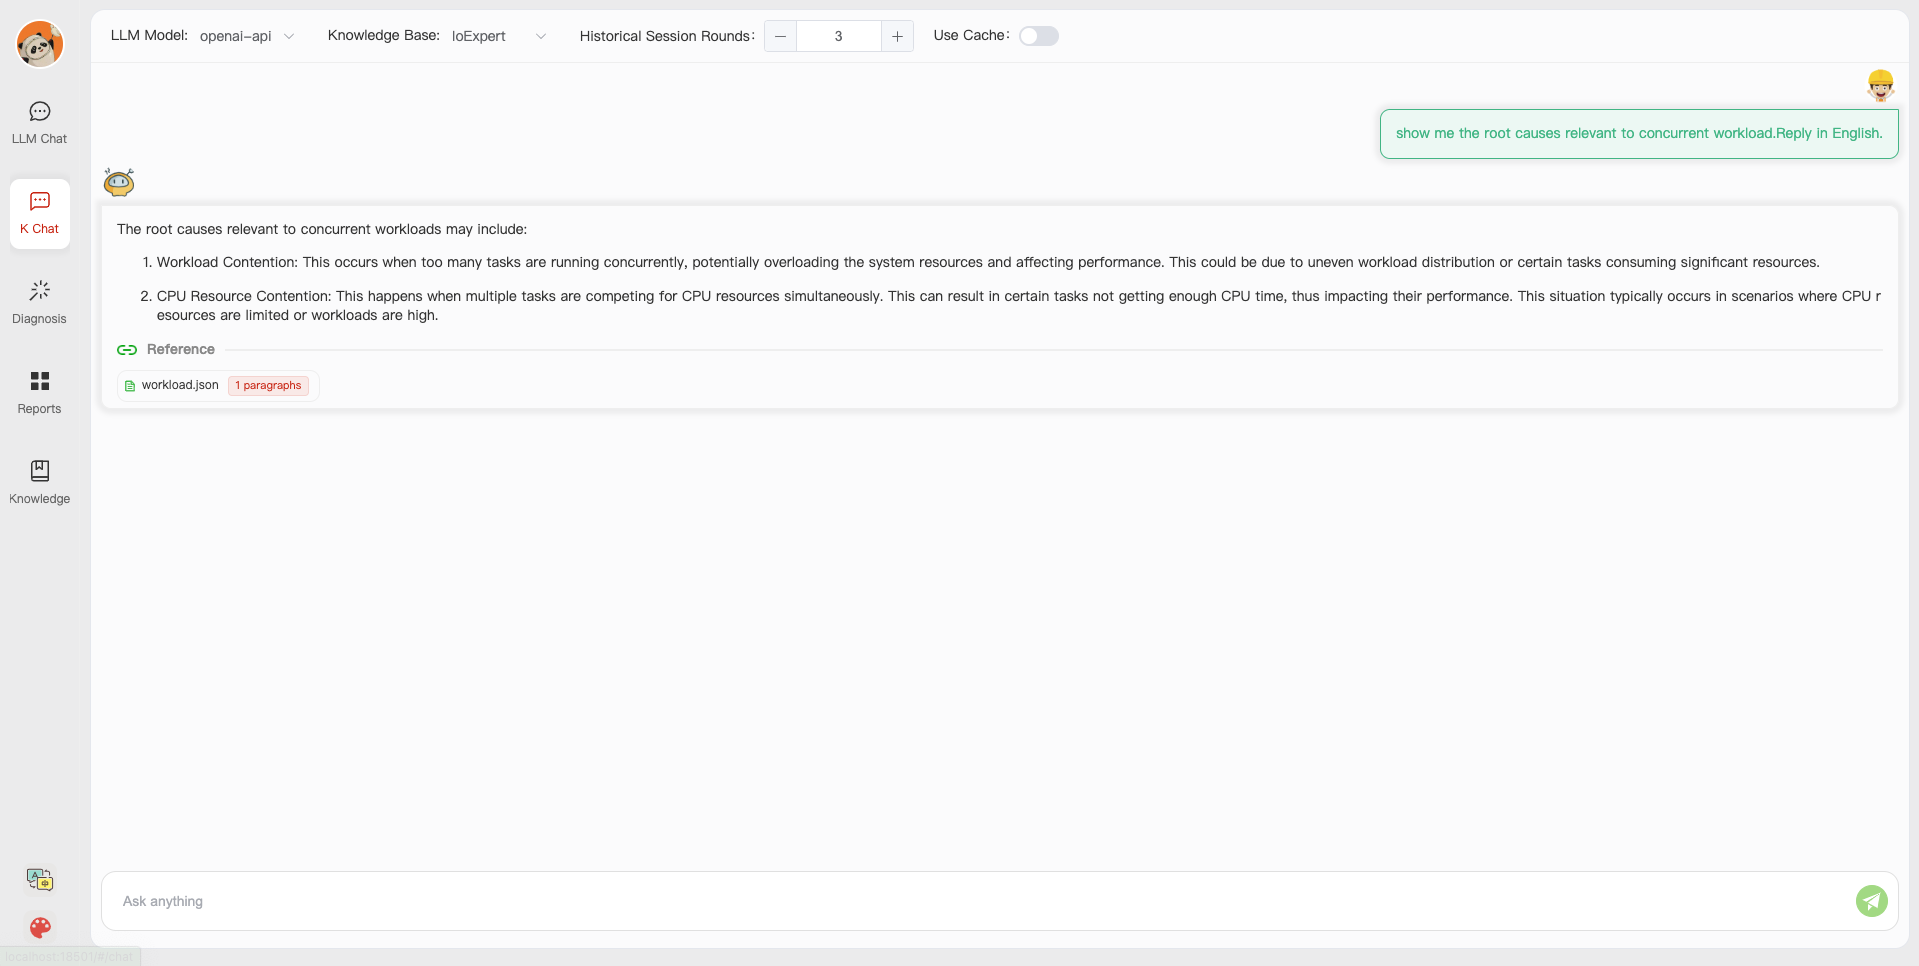 LLM Model: openai-api Knowledge Base: IoExpert Historical Session Rounds: 3 Use Cache:
LLM Chat
K Chat
Diagnosis
Reports
Knowledge
show me the root causes relevant to concurrent workload.Reply in English.
The root causes relevant to concurrent workloads may include:
1. Workload Contention: This occurs when too many tasks are running concurrently, potentially overloading the system resources and affecting performance. This could be due to uneven workload distribution or certain tasks consuming significant resources.
2. CPU Resource Contention: This happens when multiple tasks are competing for CPU resources simultaneously. This can result in certain tasks not getting enough CPU time, thus impacting their performance. This situation typically occurs in scenarios where CPU r
esources are limited or workloads are high.
Reference
workload.json 1 paragraphs
Ask anything
localhost:18501/#/chat